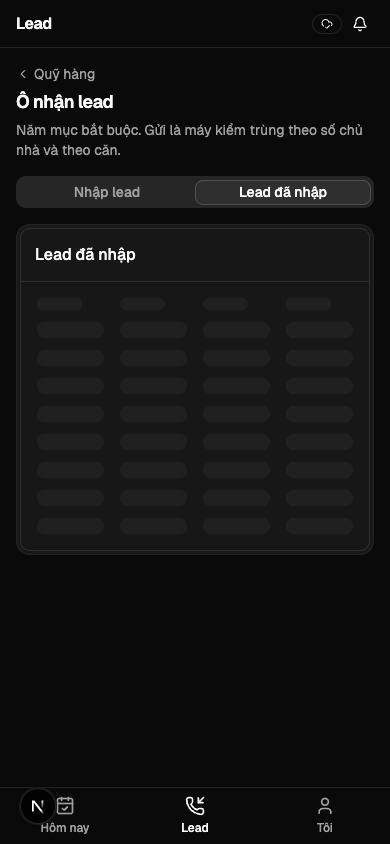 Lead
Quỹ hàng
Ô nhận lead
Năm mục bắt buộc. Gửi là máy kiểm trùng theo số chủ
nhà và theo căn.
Nhập lead
Lead đã nhập
Lead đã nhập
N
Hôm nay
Lead
Tôi